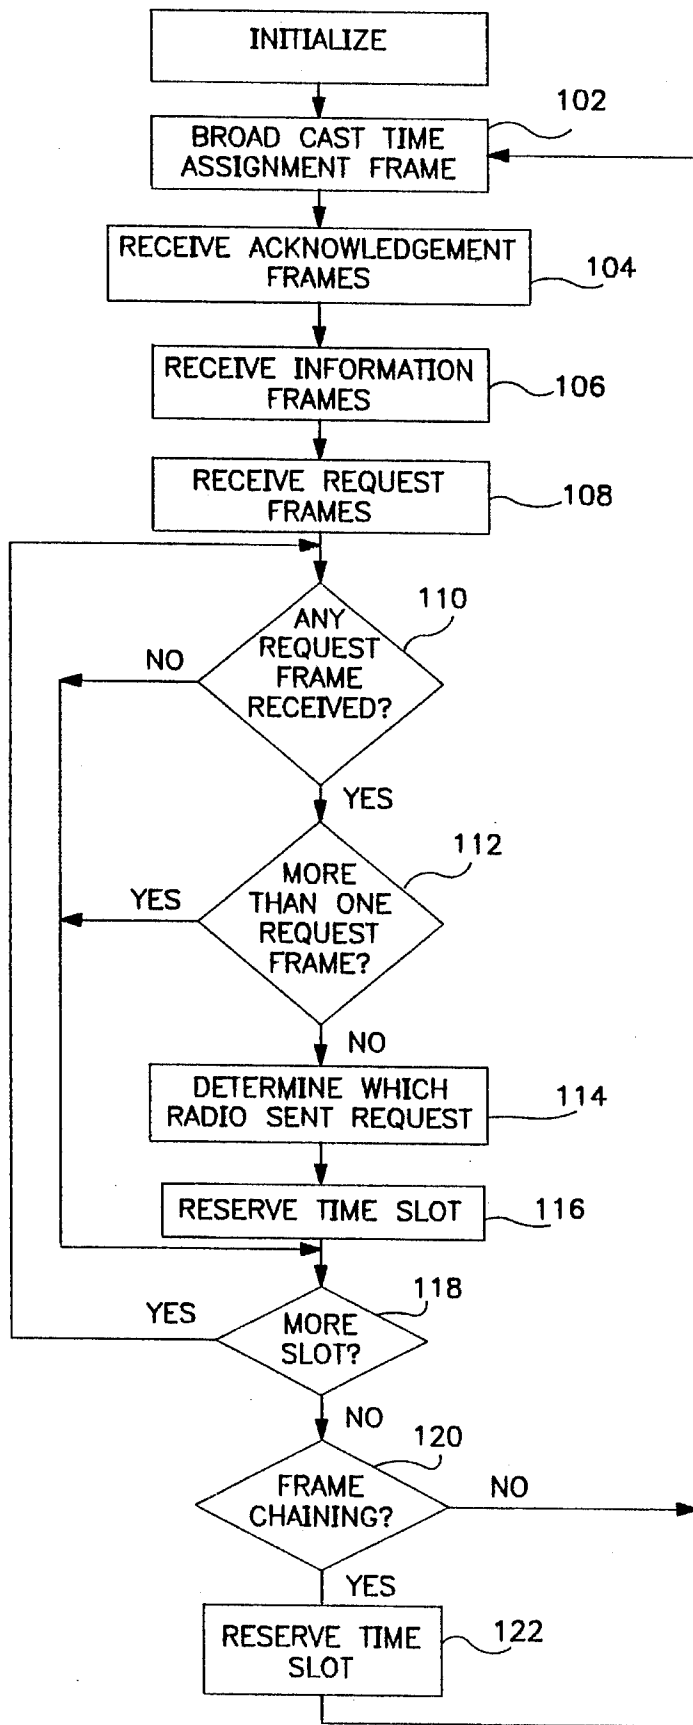 INITIALIZE
102
BROAD CAST TIME
ASSIGNMENT FRAME
RECEIVE ACKNOWLEDGEMENT
FRAMES
104
RECEIVE INFORMATION
FRAMES
106
RECEIVE REQUEST
FRAMES
108
110
ANY
REQUEST
FRAME
RECEIVED?
NO
YES
112
MORE
THAN ONE
REQUEST
FRAME?
YES
NO
DETERMINE WHICH
RADIO SENT REQUEST
114
RESERVE TIME SLOT
116
118
YES
MORE
SLOT?
NO
120
FRAME
CHAINING?
NO
YES
RESERVE TIME
SLOT
122